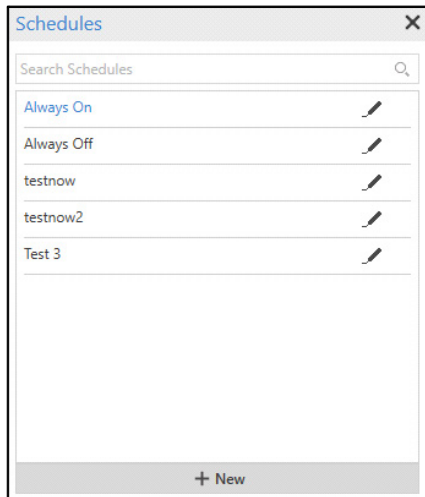 Schedules
Search Schedules
Always On
Always Off
testnow
testnow2
Test 3
+ New